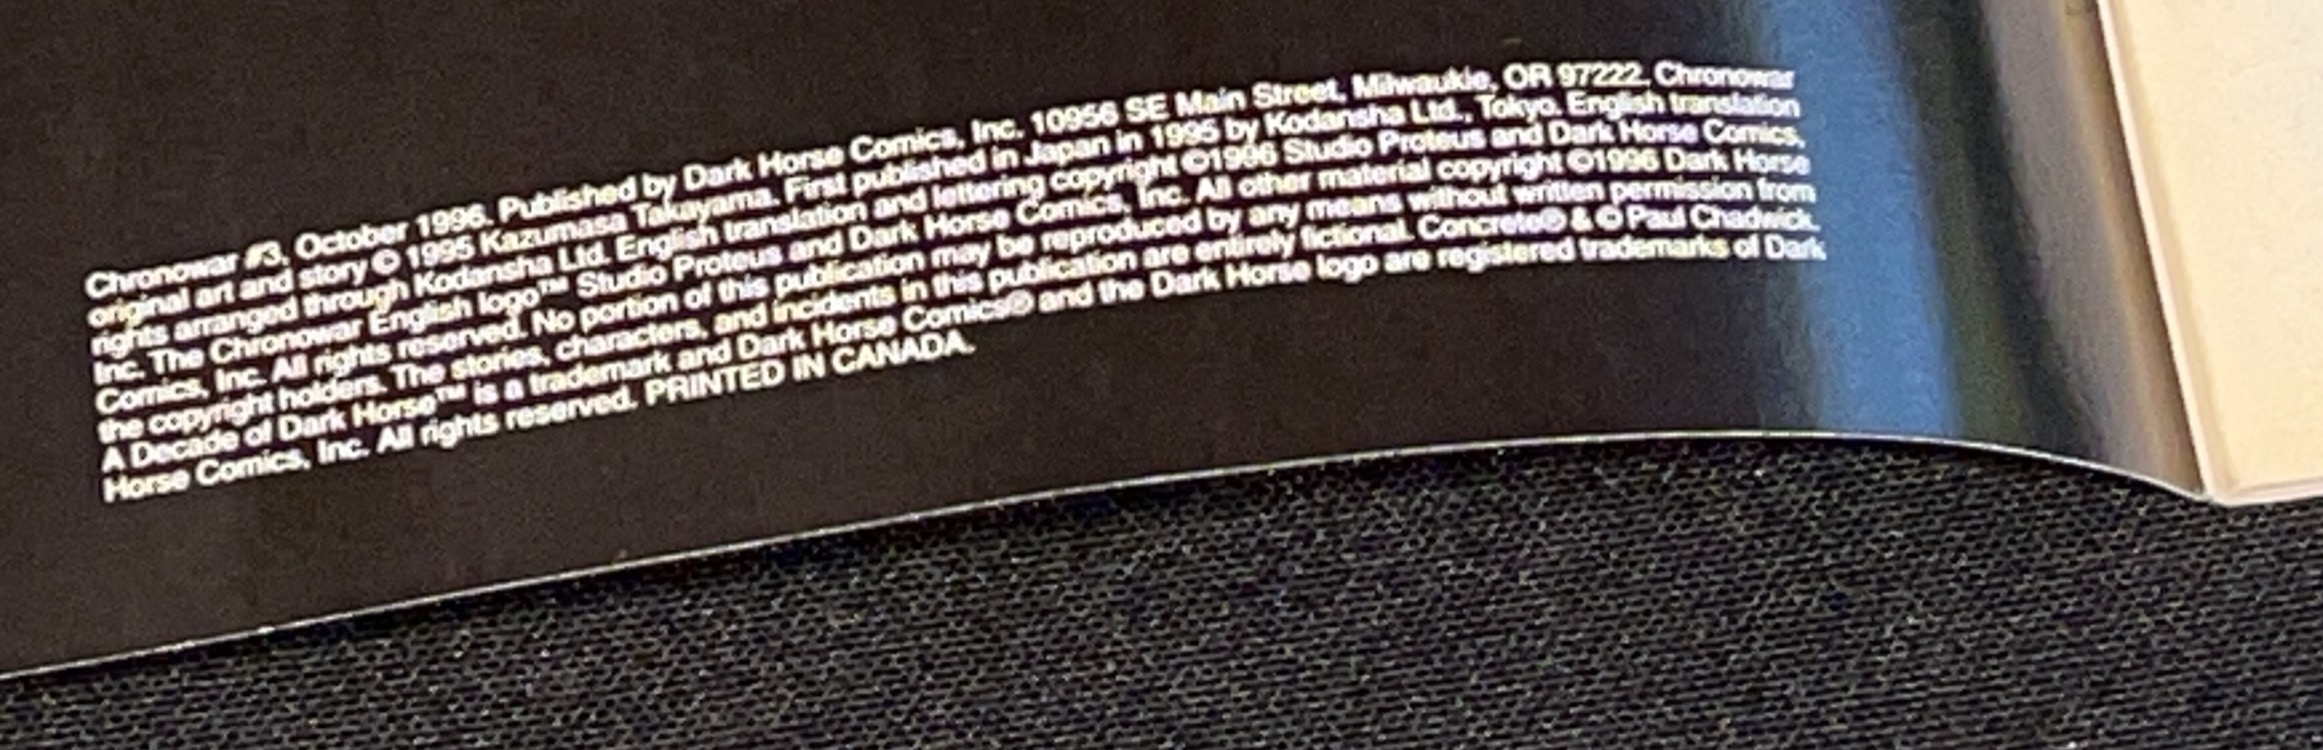 Chronowar #3, October 1996. Published by Dark Horse Comics, Inc. 10956 SE Main Street, Milwaukie, OR 97222. Chronowar
original art and story © 1995 Kazumasa Takayama. First published in Japan in 1995 by Kodansha Ltd., Tokyo. English translation
rights arranged through Kodansha Ltd. English translation and lettering copyright ©1996 Studio Proteus and Dark Horse Comics,
Inc. The Chronowar English logo™ Studio Proteus and Dark Horse Comics, Inc. All other material copyright ©1996 Dark Horse
Comics, Inc. All rights reserved. No portion of this publication may be reproduced by any means without written permission from
the copyright holders. The stories, characters, and incidents in this publication are entirely fictional. Concrete® & © Paul Chadwick.
A Decade of Dark Horse™ is a trademark and Dark Horse Comics® and the Dark Horse logo are registered trademarks of Dark
Horse Comics, Inc. All rights reserved. PRINTED IN CANADA.